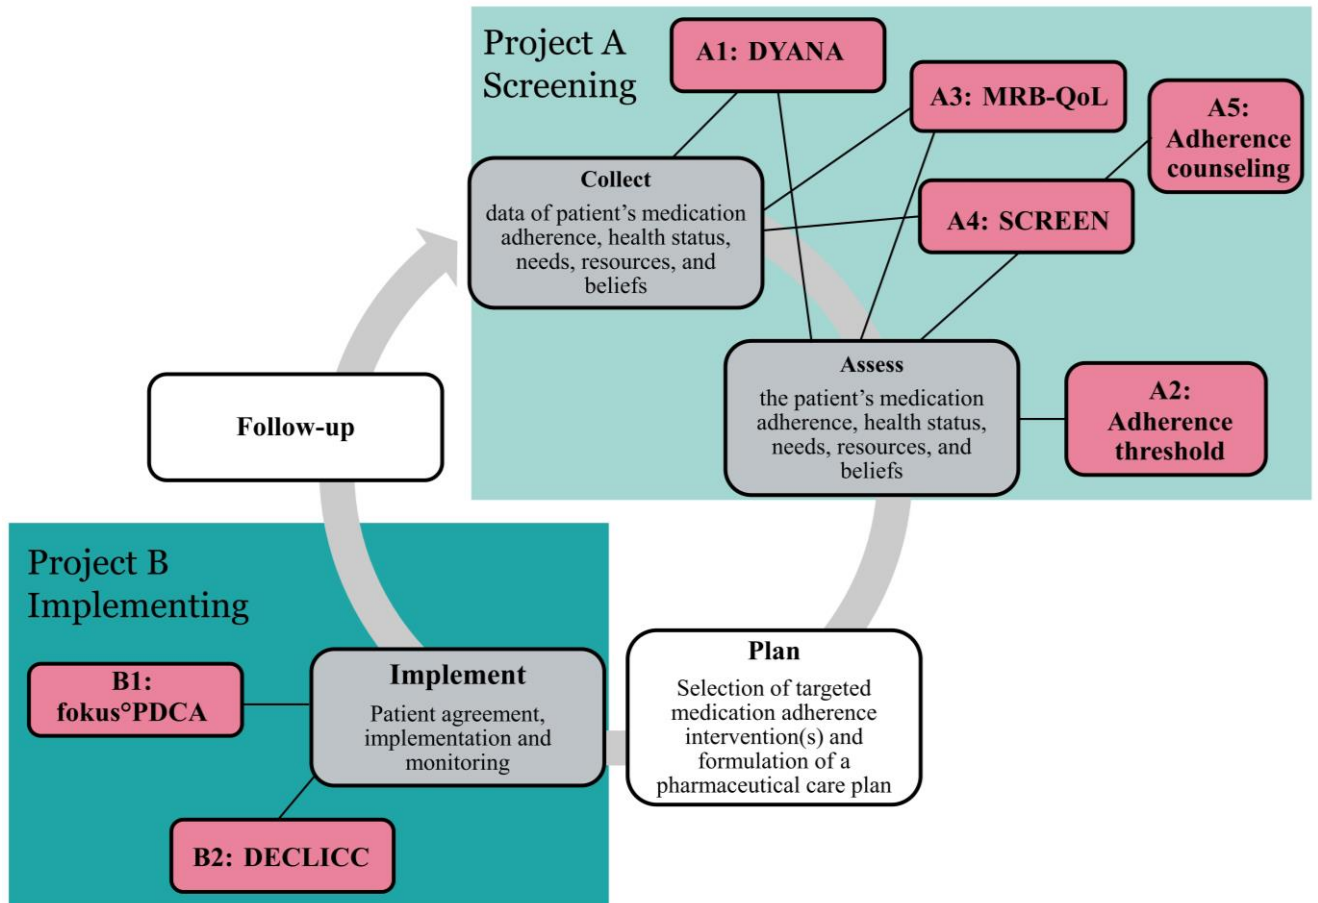 Project A
Screening
A1: DYANA
A3: MRB-QoL
A5:
Adherence
counseling
Collect
data of patient’s medication
adherence, health status,
needs, resources, and
beliefs
A4: SCREEN
Assess
the patient’s medication
adherence, health status,
needs, resources, and
beliefs
A2:
Adherence
threshold
Follow-up
Project B
Implementing
B1:
fokus°PDCA
Implement
Patient agreement,
implementation and
monitoring
B2: DECLICC
Plan
Selection of targeted
medication adherence
intervention(s) and
formulation of a
pharmaceutical care plan